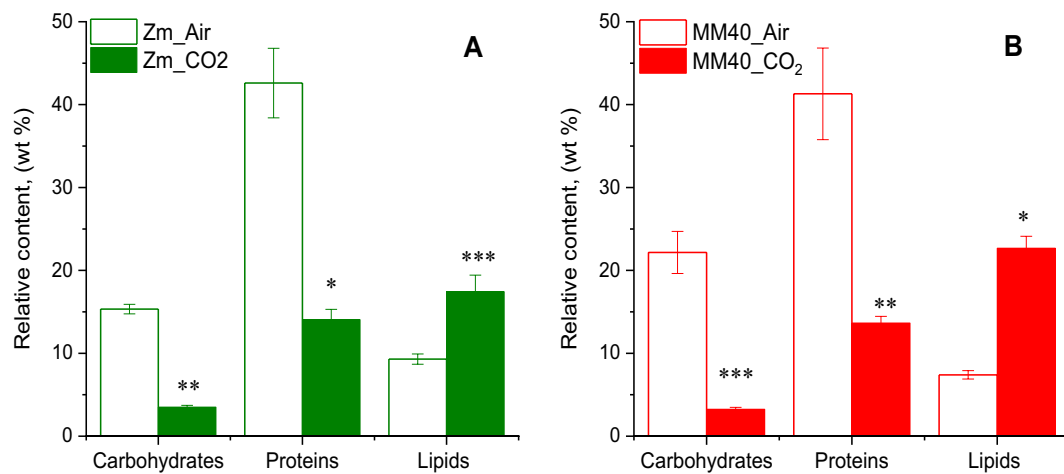 50
40
30
20
10
0
Relative content, (wt %)
Zm_Air
Zm_CO2
A
**
*
***
Carbohydrates Proteins Lipids
50
40
30
20
10
0
Relative content, (wt %)
MM40_Air
MM40_CO₂
B
***
**
*
Carbohydrates Proteins Lipids